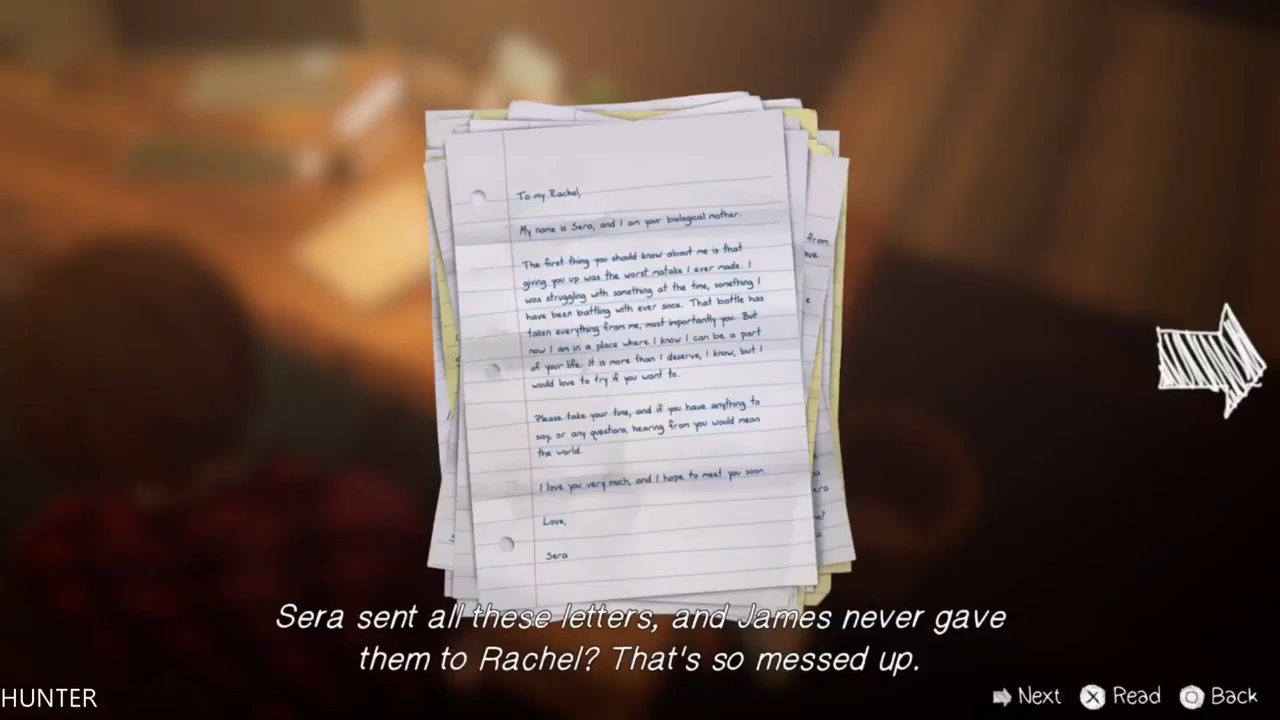 To my Rachel,
My name is Sera, and I am your biological mother.
The first thing you should know about me is that
giving you up was the worst mistake I ever made. I
was struggling with something at the time, something I
have been battling with ever since. That battle has
taken everything from me, most importantly you. But
now I am in a place where I know I can be a part
of your life. It is more than I deserve, I know, but I
would love to try if you want to.
Please take your time, and if you have anything to
say, or any questions, hearing from you would mean
the world.
I love you very much, and I hope to meet you soon.
Love,
Sera
from
Sera sent all these letters, and James never gave
them to Rachel? That's so messed up.
HUNTER
Next
Read
Back